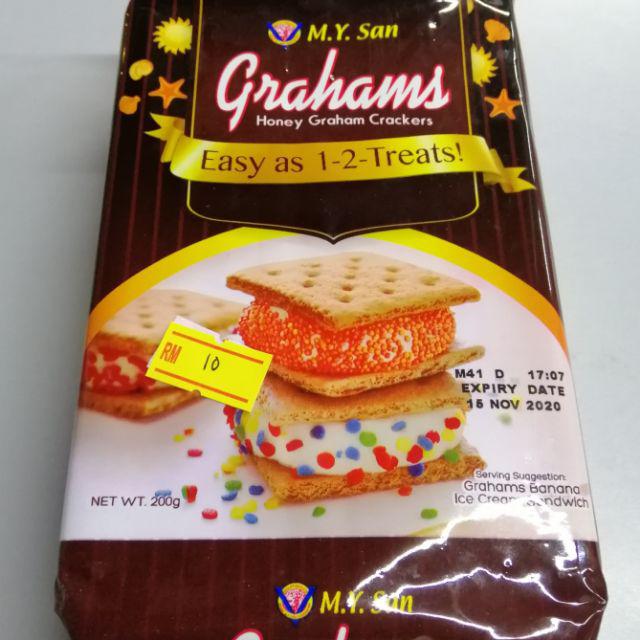 M.Y. San
Grahams
Honey Graham Crackers
Easy as 1-2-Treats!
RM 10
M41 D 17:07
EXPIRY DATE
15 NOV 2020
Serving Suggestion:
Grahams Banana
Ice Cream Sandwich
NET WT. 200g
M.Y. San